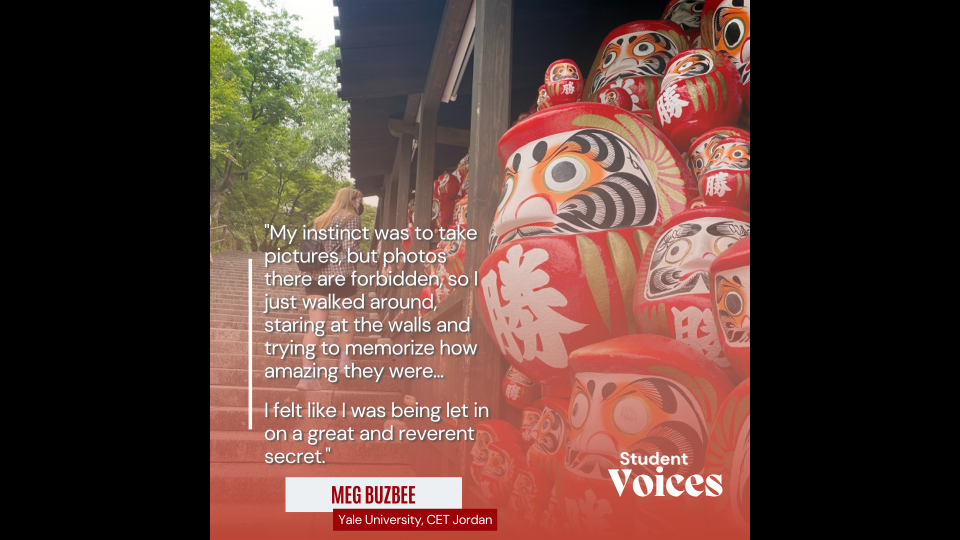 "My instinct was to take
pictures, but photos
there are forbidden, so I
just walked around,
staring at the walls and
trying to memorize how
amazing they were...
I felt like I was being let in
on a great and reverent
secret."
MEG BUZBEE
Yale University, CET Jordan
Student
Voices
勝
勝
勝
勝
勝